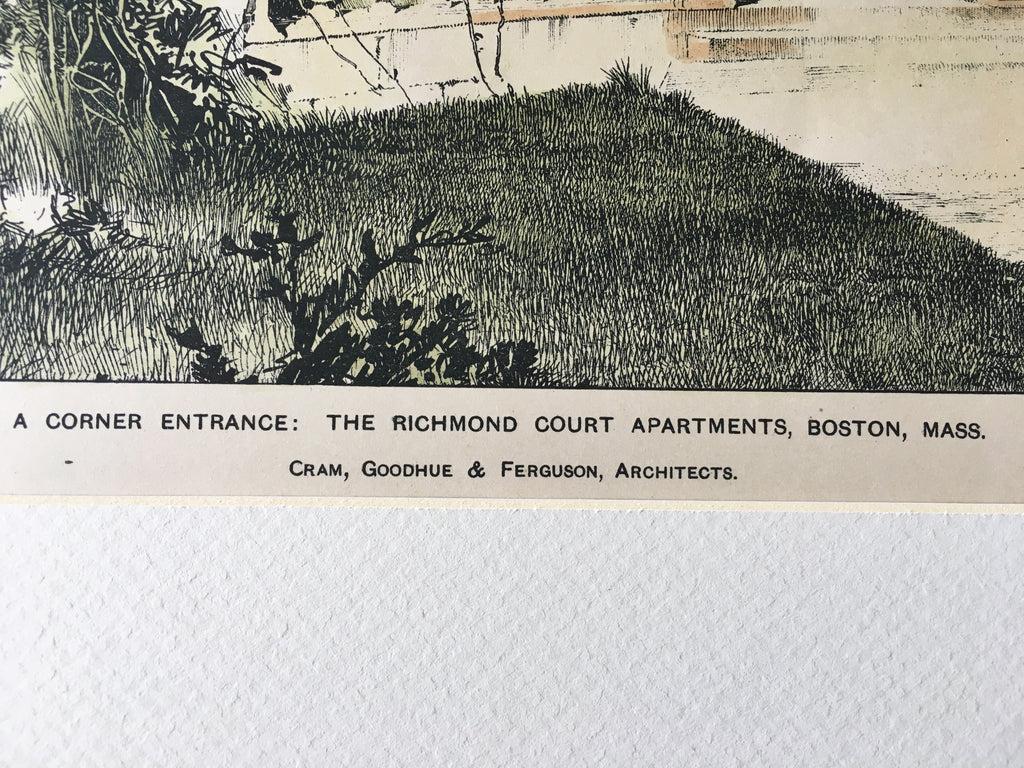 A CORNER ENTRANCE: THE RICHMOND COURT APARTMENTS, BOSTON, MASS.
CRAM, GOODHUE & FERGUSON, ARCHITECTS.